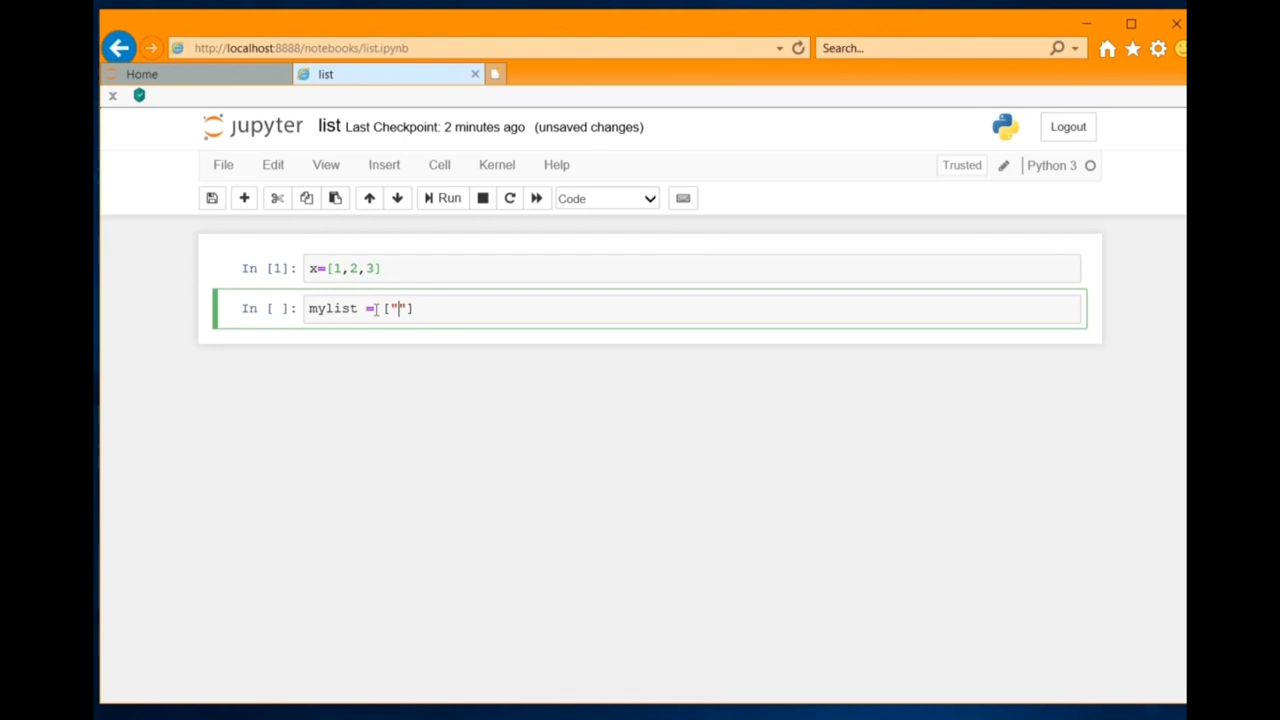 http://localhost:8888/notebooks/list.ipynb
Search...
Home
list
x
jupyter list Last Checkpoint: 2 minutes ago (unsaved changes)
Logout
File Edit View Insert Cell Kernel Help
Trusted Python 3
Run Code
In [1]: x=[1,2,3]
In [ ]: mylist =[""]